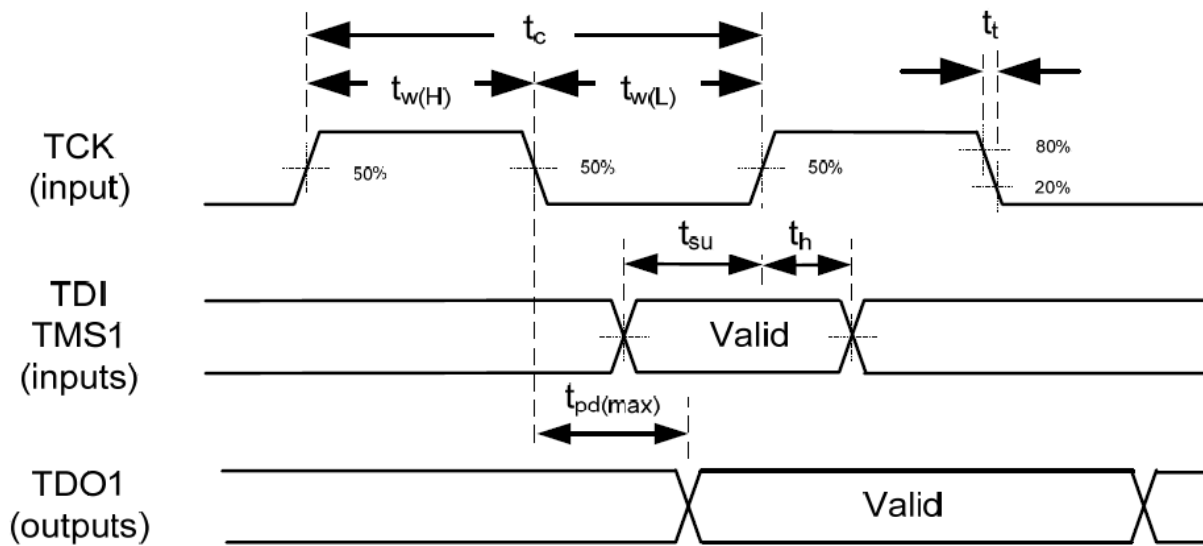 tc
tt
tw(H)
tw(L)
TCK
(input)
50%
50%
50%
80%
20%
tsu
th
TDI
TMS1
(inputs)
Valid
tpd(max)
TDO1
(outputs)
Valid